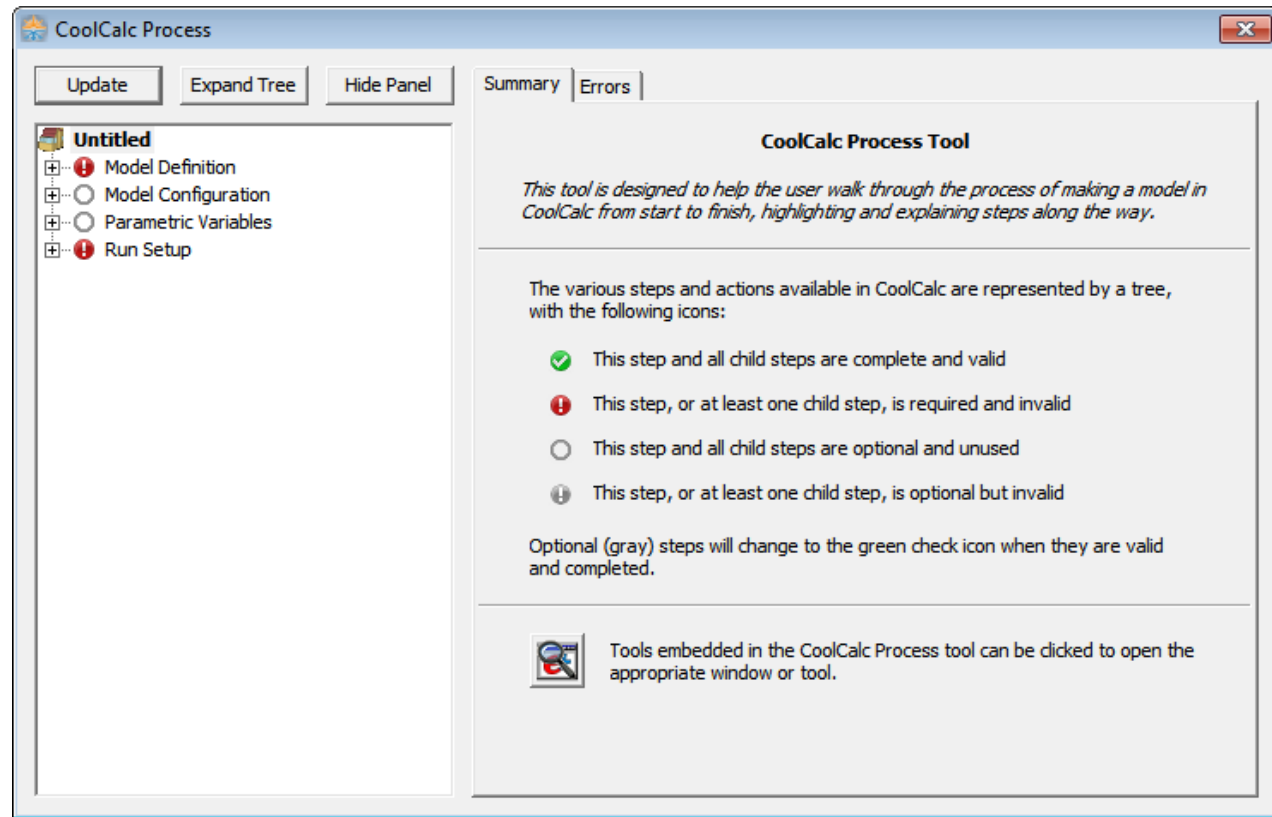 CoolCalc Process
Update
Expand Tree
Hide Panel
Summary
Errors
Untitled
Model Definition
Model Configuration
Parametric Variables
Run Setup
CoolCalc Process Tool
This tool is designed to help the user walk through the process of making a model in
CoolCalc from start to finish, highlighting and explaining steps along the way.
The various steps and actions available in CoolCalc are represented by a tree,
with the following icons:
This step and all child steps are complete and valid
This step, or at least one child step, is required and invalid
This step and all child steps are optional and unused
This step, or at least one child step, is optional but invalid
Optional (gray) steps will change to the green check icon when they are valid
and completed.
Tools embedded in the CoolCalc Process tool can be clicked to open the
appropriate window or tool.